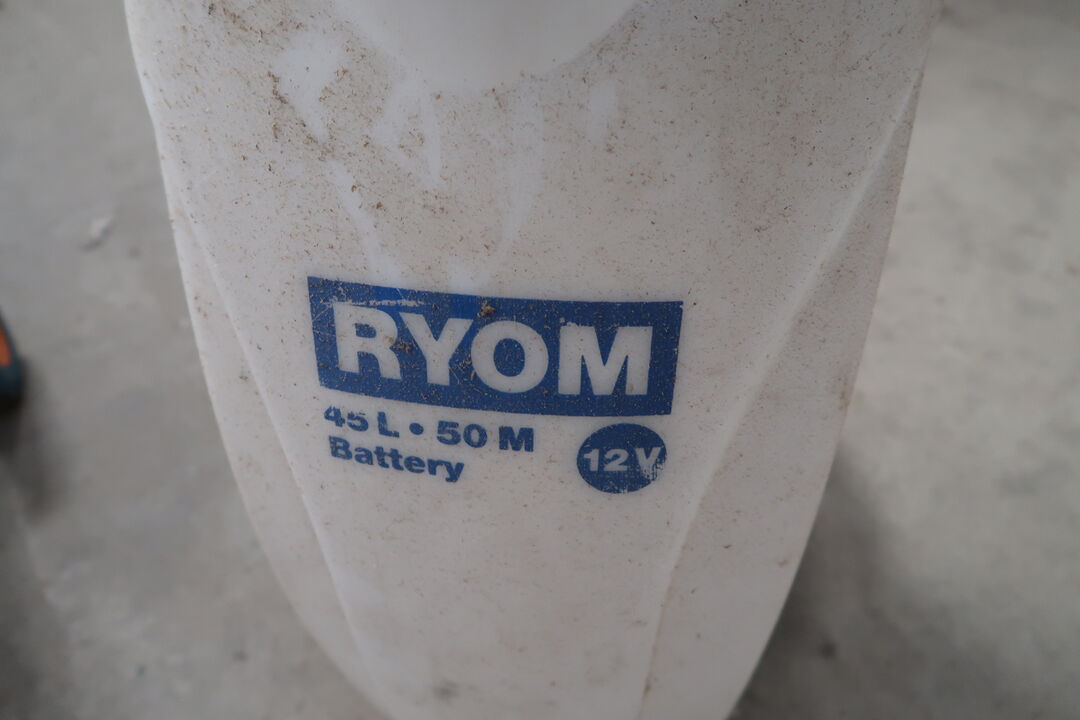 RYOM
45 L • 50 M
Battery
12 V